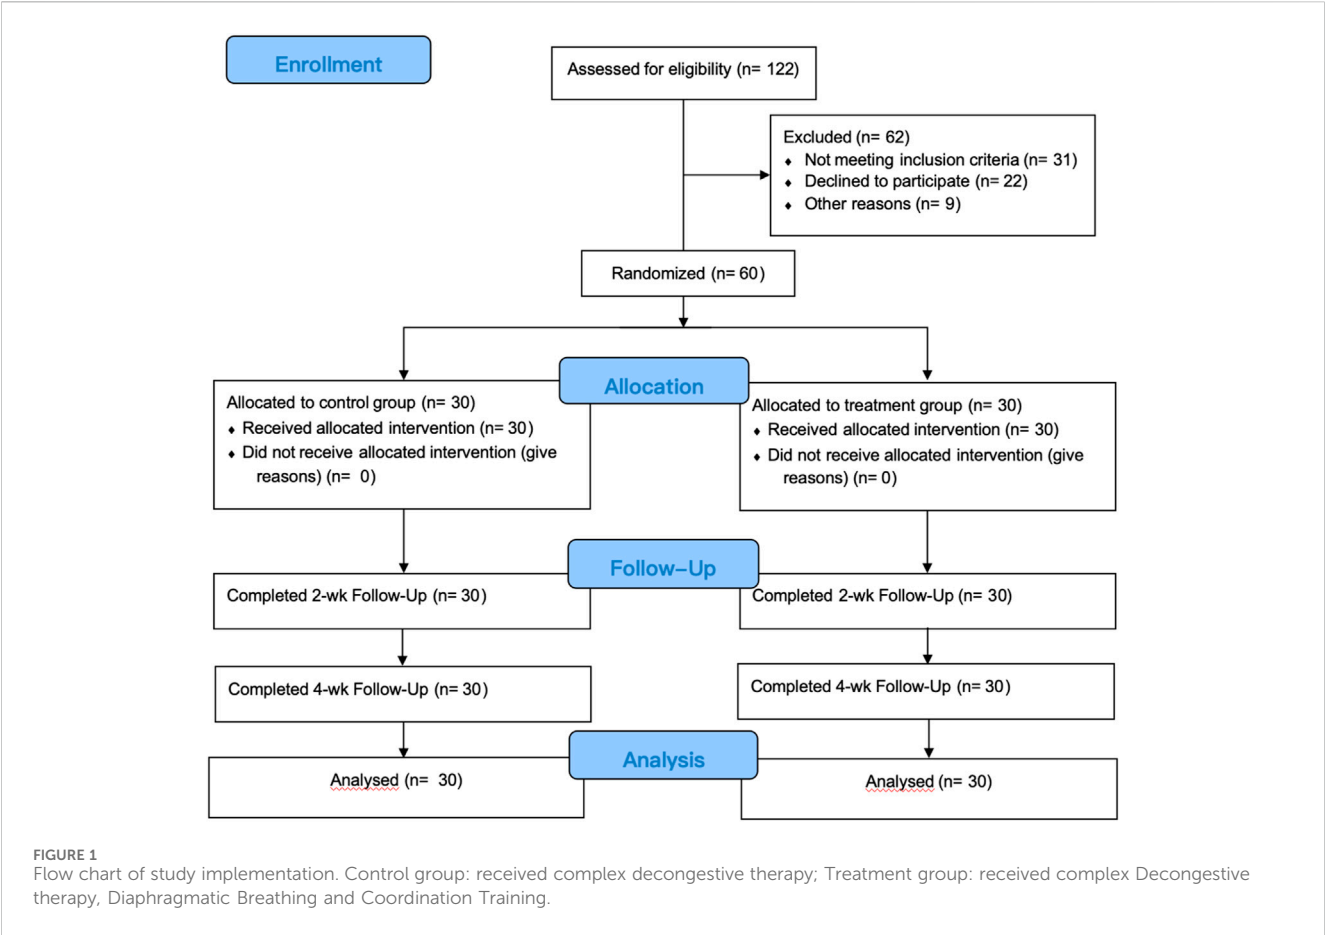 Enrollment
Assessed for eligibility (n= 122)
Excluded (n= 62)
♦ Not meeting inclusion criteria (n= 31)
♦ Declined to participate (n= 22)
♦ Other reasons (n= 9)
Randomized (n= 60)
Allocation
Allocated to control group (n= 30)
♦ Received allocated intervention (n= 30)
♦ Did not receive allocated intervention (give
reasons) (n= 0)
Allocated to treatment group (n= 30)
♦ Received allocated intervention (n= 30)
♦ Did not receive allocated intervention (give
reasons) (n= 0)
Follow-Up
Completed 2-wk Follow-Up (n= 30)
Completed 2-wk Follow-Up (n= 30)
Completed 4-wk Follow-Up (n= 30)
Completed 4-wk Follow-Up (n= 30)
Analysis
Analysed (n= 30)
Analysed (n= 30)
FIGURE 1
Flow chart of study implementation. Control group: received complex decongestive therapy; Treatment group: received complex Decongestive
therapy, Diaphragmatic Breathing and Coordination Training.